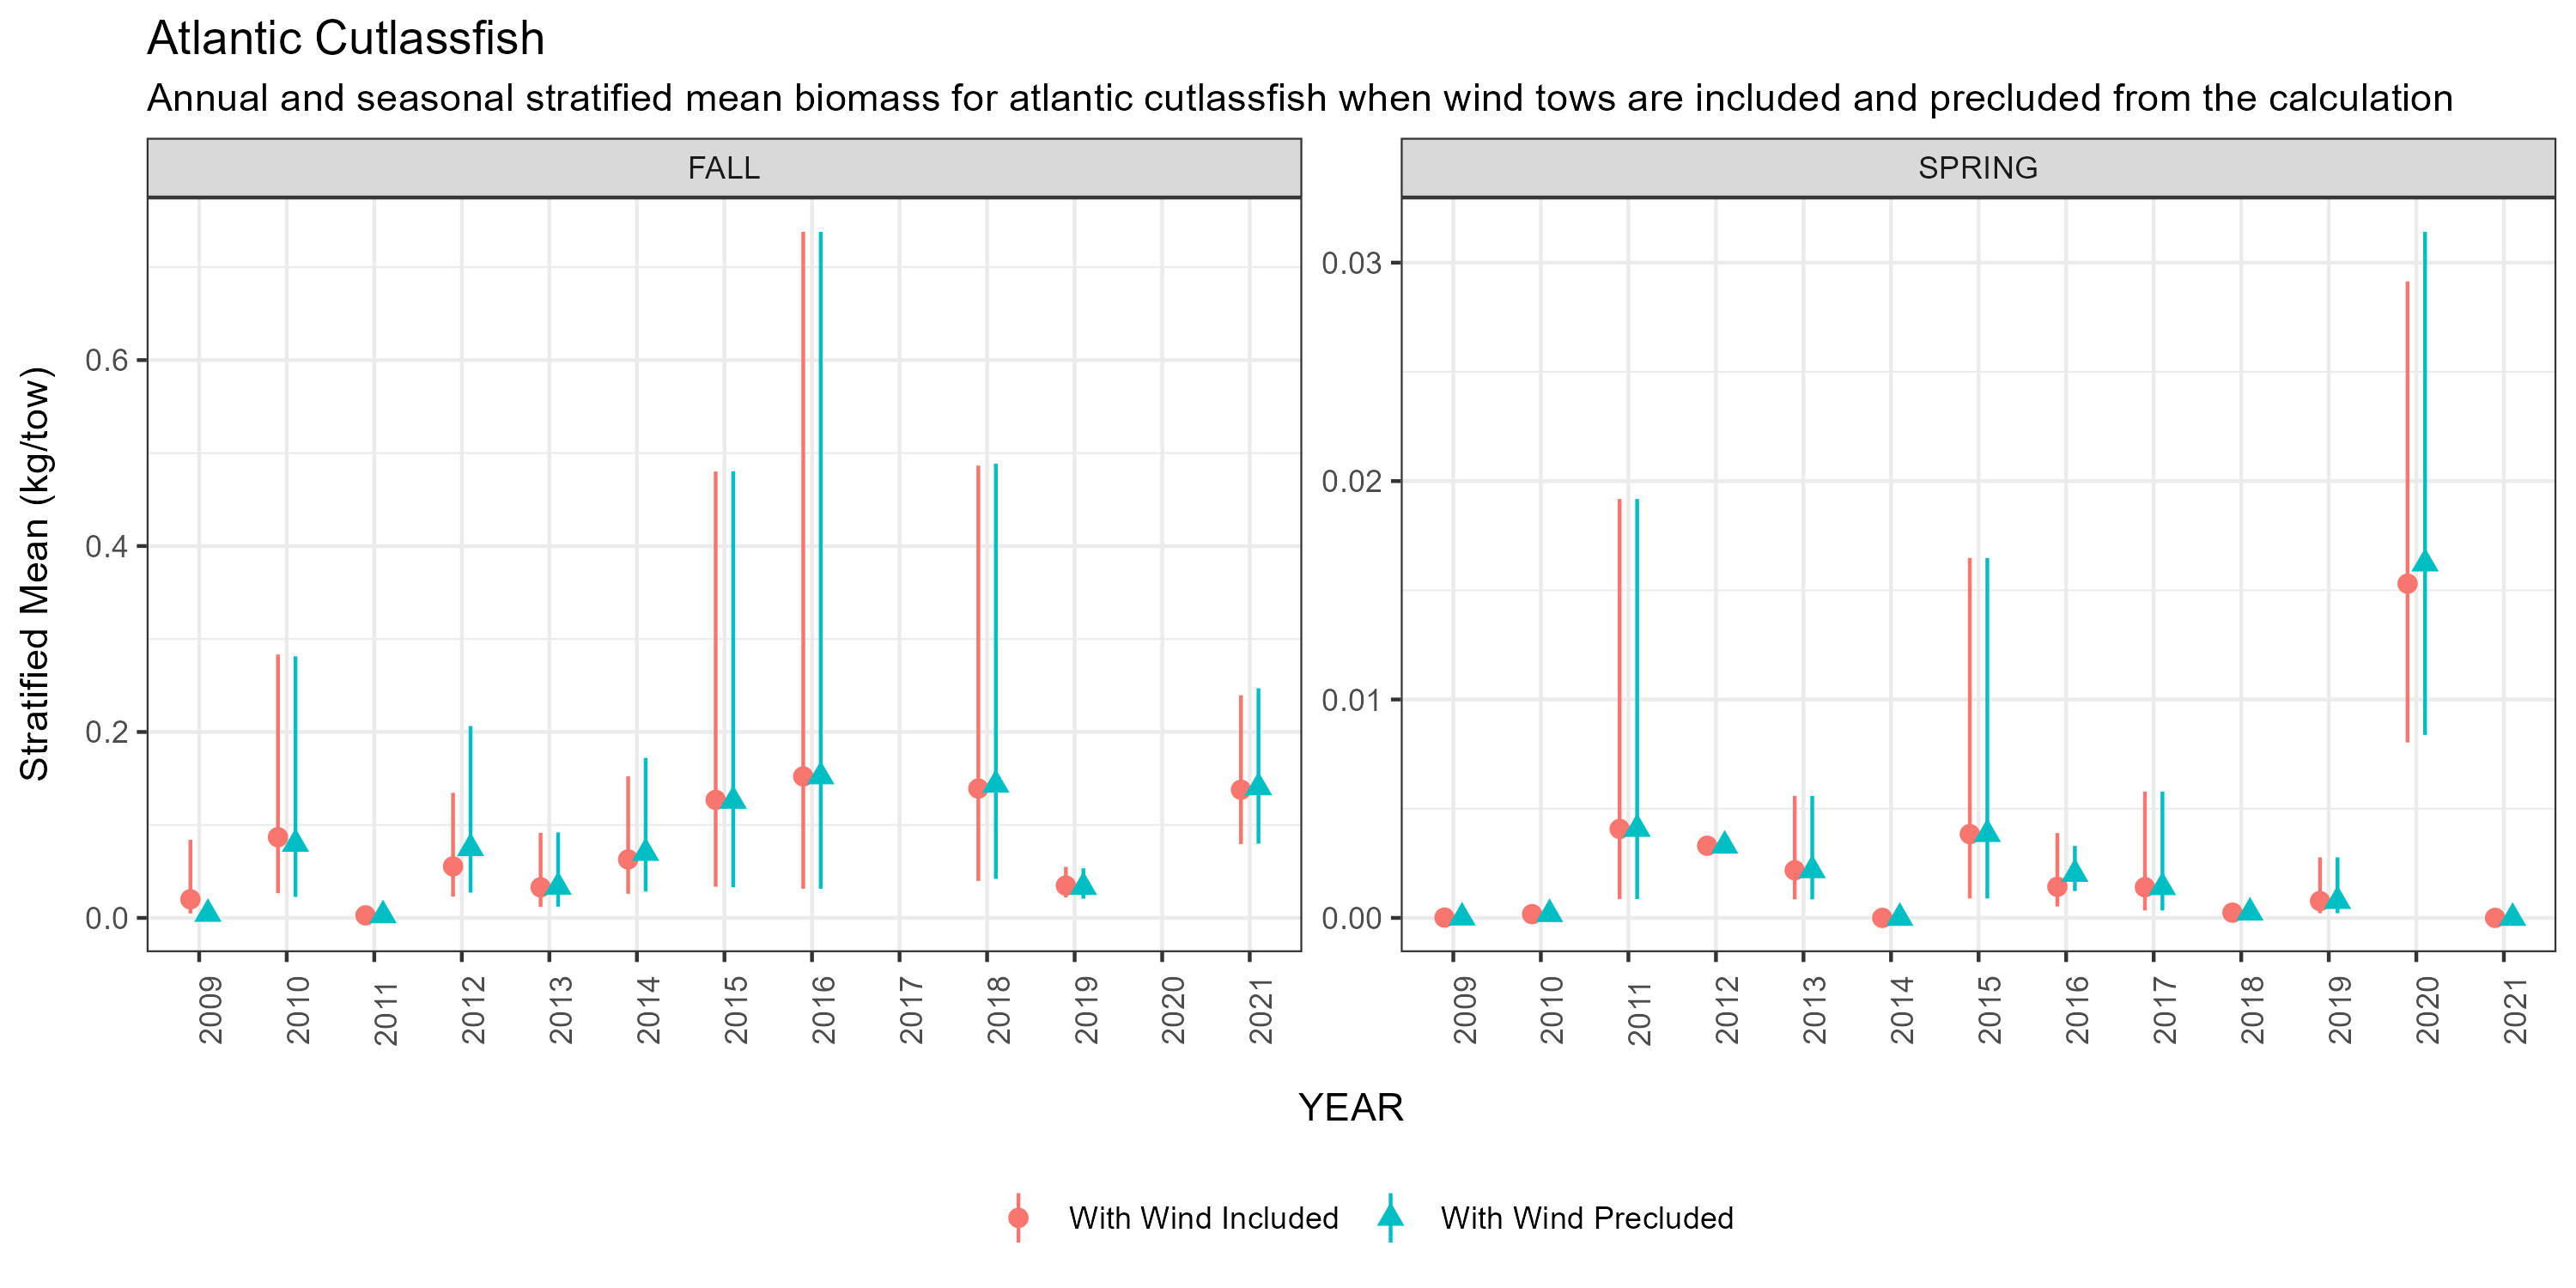 Atlantic Cutlassfish
Annual and seasonal stratified mean biomass for atlantic cutlassfish when wind tows are included and precluded from the calculation
FALL
SPRING
Stratified Mean (kg/tow)
0.6
0.4
0.2
0.0
0.03
0.02
0.01
0.00
2009 2010 2011 2012 2013 2014 2015 2016 2017 2018 2019 2020 2021
2009 2010 2011 2012 2013 2014 2015 2016 2017 2018 2019 2020 2021
YEAR
With Wind Included With Wind Precluded